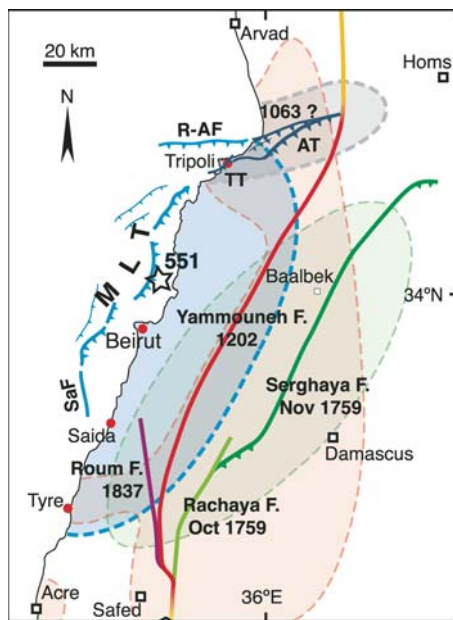 Arvad
20 km
Homs
N
1063 ?
R-AF
AT
Tripoli
TT
M L T
551
Baalbek
34°N
Yammouneh F.
1202
Beirut
Serghaya F.
Nov 1759
SaF
Saida
Damascus
Roum F.
1837
Rachaya F.
Oct 1759
Tyre
Acre
Safed
36°E